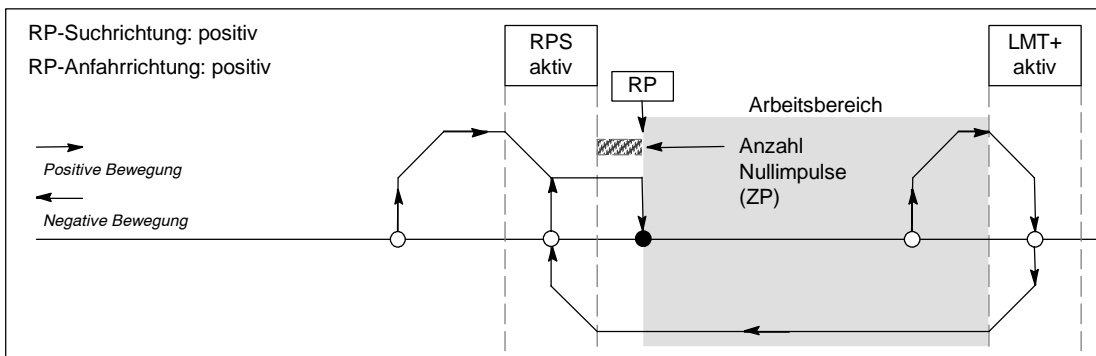 RP-Suchrichtung: positiv
RP-Anfahrrichtung: positiv
RPS
aktiv
LMT+
aktiv
RP
Arbeitsbereich
Anzahl
Nullimpulse
(ZP)
Positive Bewegung
Negative Bewegung